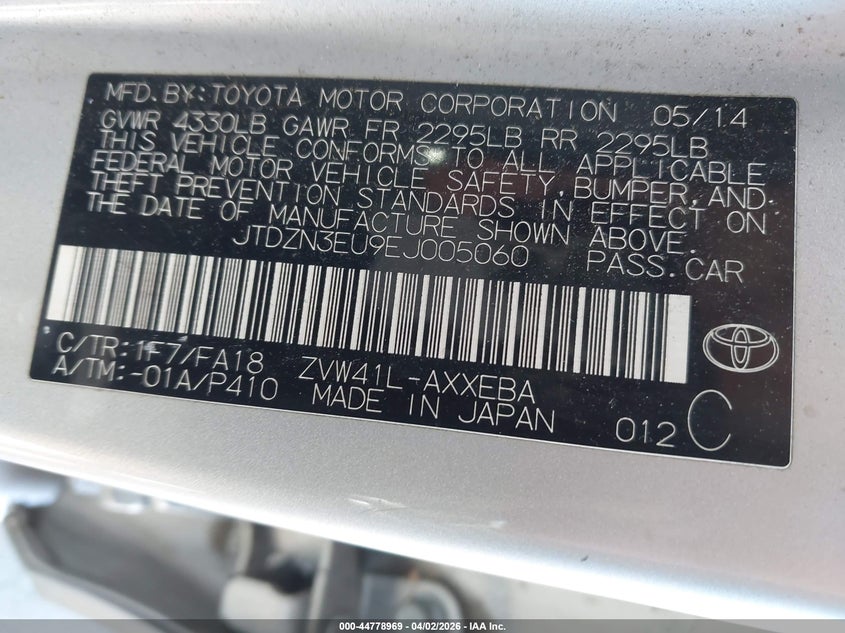 MFD.BY:TOYOTA MOTOR CORPORATION 05/14
GVWR 4330LB GAWR FR 2295LB RR 2295LB
THIS VEHICLE CONFORMS TO ALL APPLICABLE
FEDERAL MOTOR VEHICLE SAFETY,BUMPER,AND
THEFT PREVENTION STANDARDS IN EFFECT ON
THE DATE OF MANUFACTURE SHOWN ABOVE.
JTDZN3EU9EJ005060 PASS.CAR
C/TR:1F7/FA18 ZVW41L-AXXEBA
A/TM:-01A/P410 MADE IN JAPAN 012 C
000-44778969 - 04/02/2026 - IAA Inc.